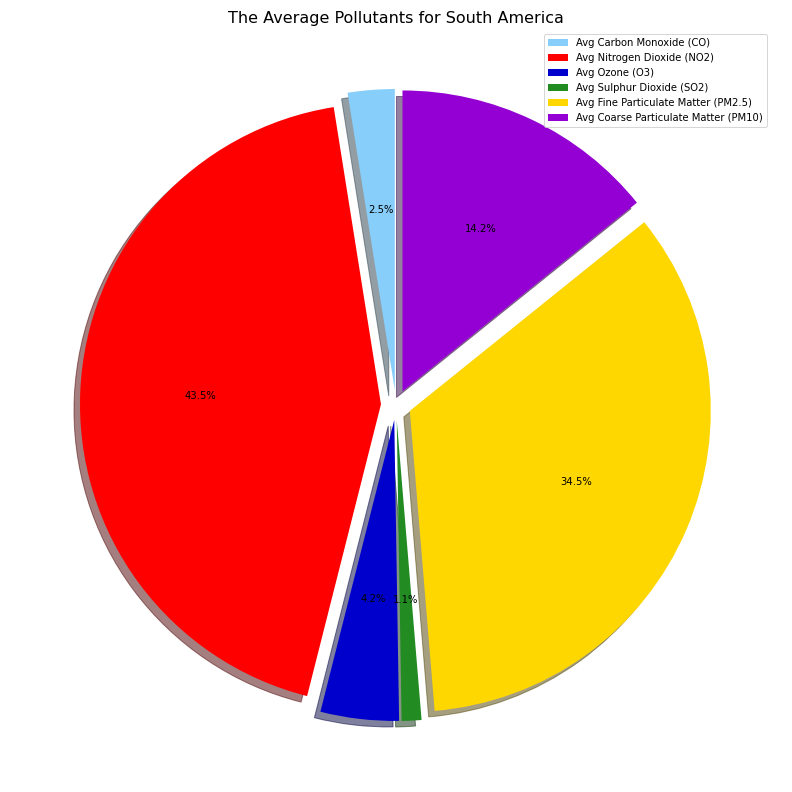 The Average Pollutants for South America
Avg Carbon Monoxide (CO)
Avg Nitrogen Dioxide (NO2)
Avg Ozone (O3)
Avg Sulphur Dioxide (SO2)
Avg Fine Particulate Matter (PM2.5)
Avg Coarse Particulate Matter (PM10)
2.5%
14.2%
43.5%
34.5%
4.2%
1.1%